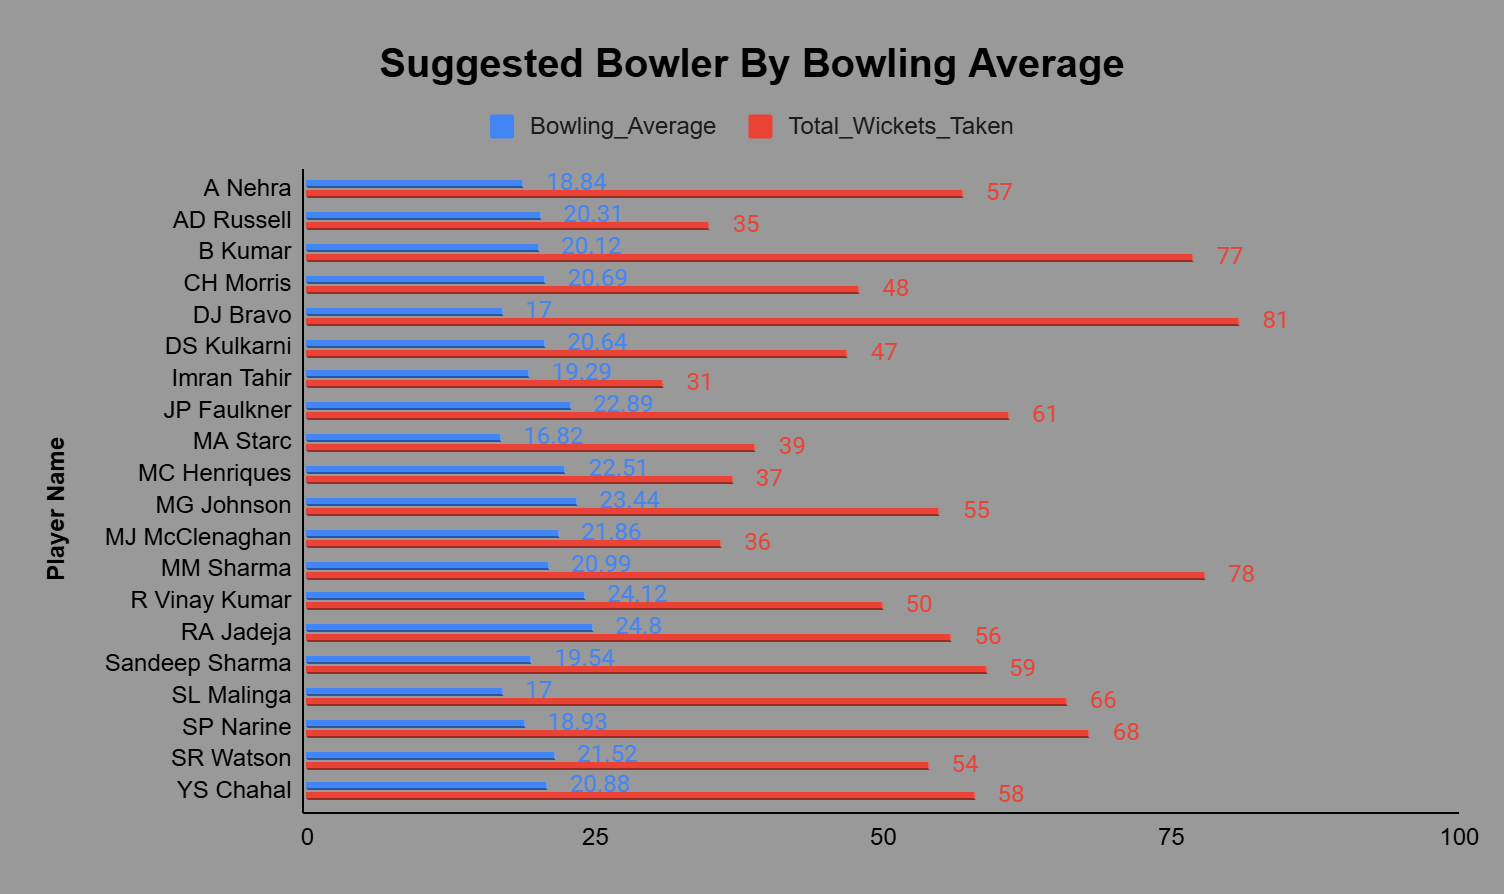 Suggested Bowler By Bowling Average
Bowling_Average Total_Wickets_Taken
Player Name
A Nehra 18.84 57
AD Russell 20.31 35
B Kumar 20.12 77
CH Morris 20.69 48
DJ Bravo 17 81
DS Kulkarni 20.64 47
Imran Tahir 19.29 31
JP Faulkner 22.89 61
MA Starc 16.82 39
MC Henriques 22.51 37
MG Johnson 23.44 55
MJ McClenaghan 21.86 36
MM Sharma 20.99 78
R Vinay Kumar 24.12 50
RA Jadeja 24.8 56
Sandeep Sharma 19.54 59
SL Malinga 17 66
SP Narine 18.93 68
SR Watson 21.52 54
YS Chahal 20.88 58
0 25 50 75 100